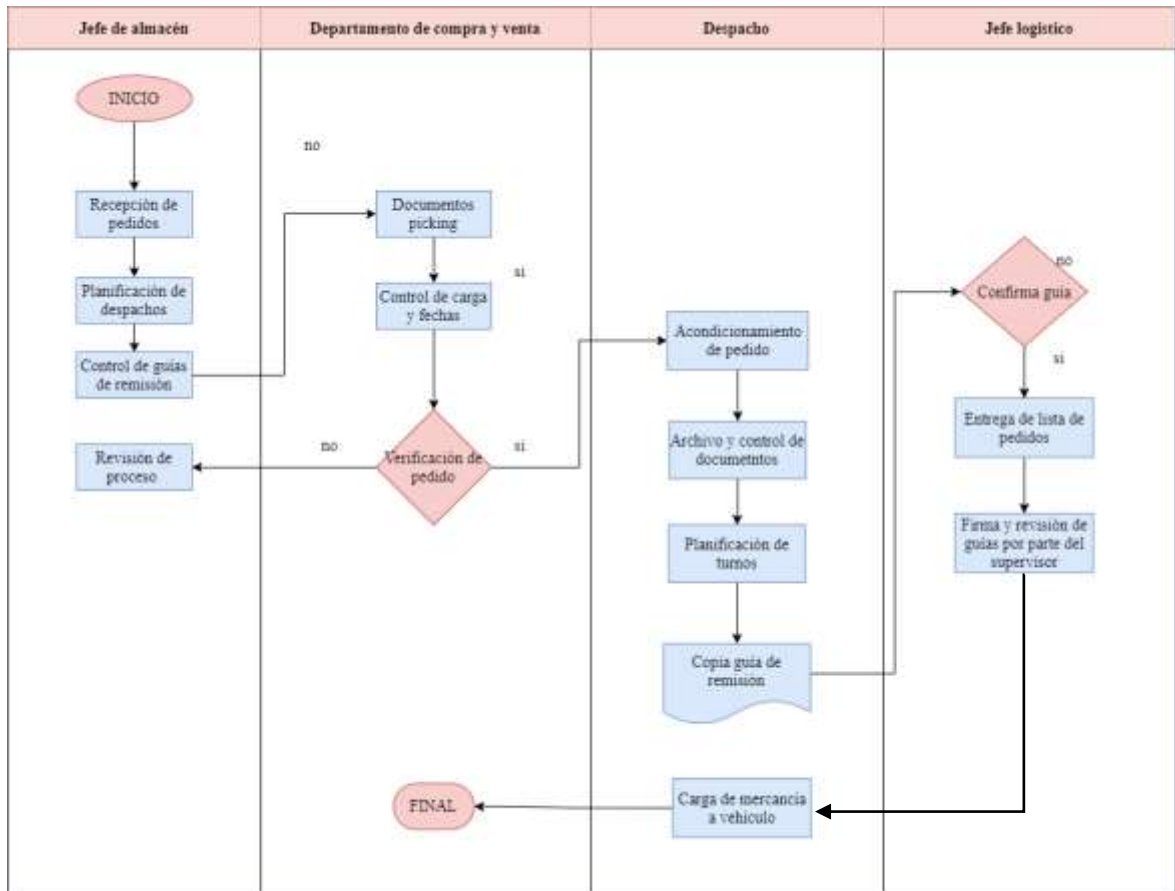 Jefe de almacén
Departamento de compra y venta
Despacho
Jefe logístico
INICIO
Recepción de
pedidos
Planificación de
despachos
Control de guías
de remisión
Revisión de
proceso
no
Documentos
picking
si
Control de carga
y fechas
no
Verificación de
pedido
si
FINAL
Acondicionamiento
de pedido
Archivo y control de
documetntos
Planificación de
turnos
Copia guía de
remisión
Carga de mercancia
a vehículo
no
Confirma guía
si
Entrega de lista de
pedidos
Firma y revisión de
guías por parte del
supervisor